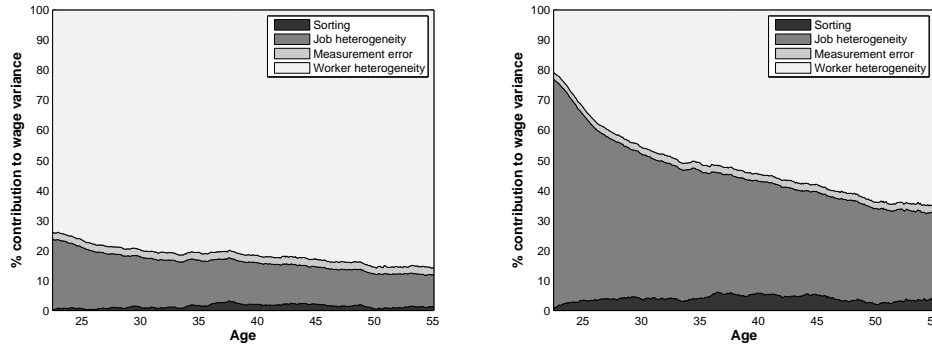 % contribution to wage variance
100
90
80
70
60
50
40
30
20
10
0
Sorting
Job heterogeneity
Measurement error
Worker heterogeneity
25 30 35 40 45 50 55
Age
% contribution to wage variance
100
90
80
70
60
50
40
30
20
10
0
Sorting
Job heterogeneity
Measurement error
Worker heterogeneity
25 30 35 40 45 50 55
Age